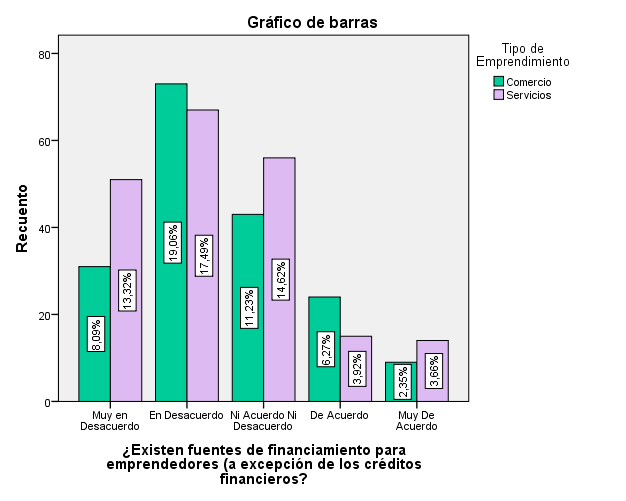 Gráfico de barras
Tipo de
Emprendimiento
Comercio
Servicios
Recuento
80
60
40
20
0
8,09%
13,32%
19,06%
17,49%
11,23%
14,62%
6,27%
3,92%
2,35%
3,66%
Muy en
Desacuerdo
En Desacuerdo
Ni Acuerdo Ni
Desacuerdo
De Acuerdo
Muy De
Acuerdo
¿Existen fuentes de financiamiento para
emprendedores (a excepción de los créditos
financieros?